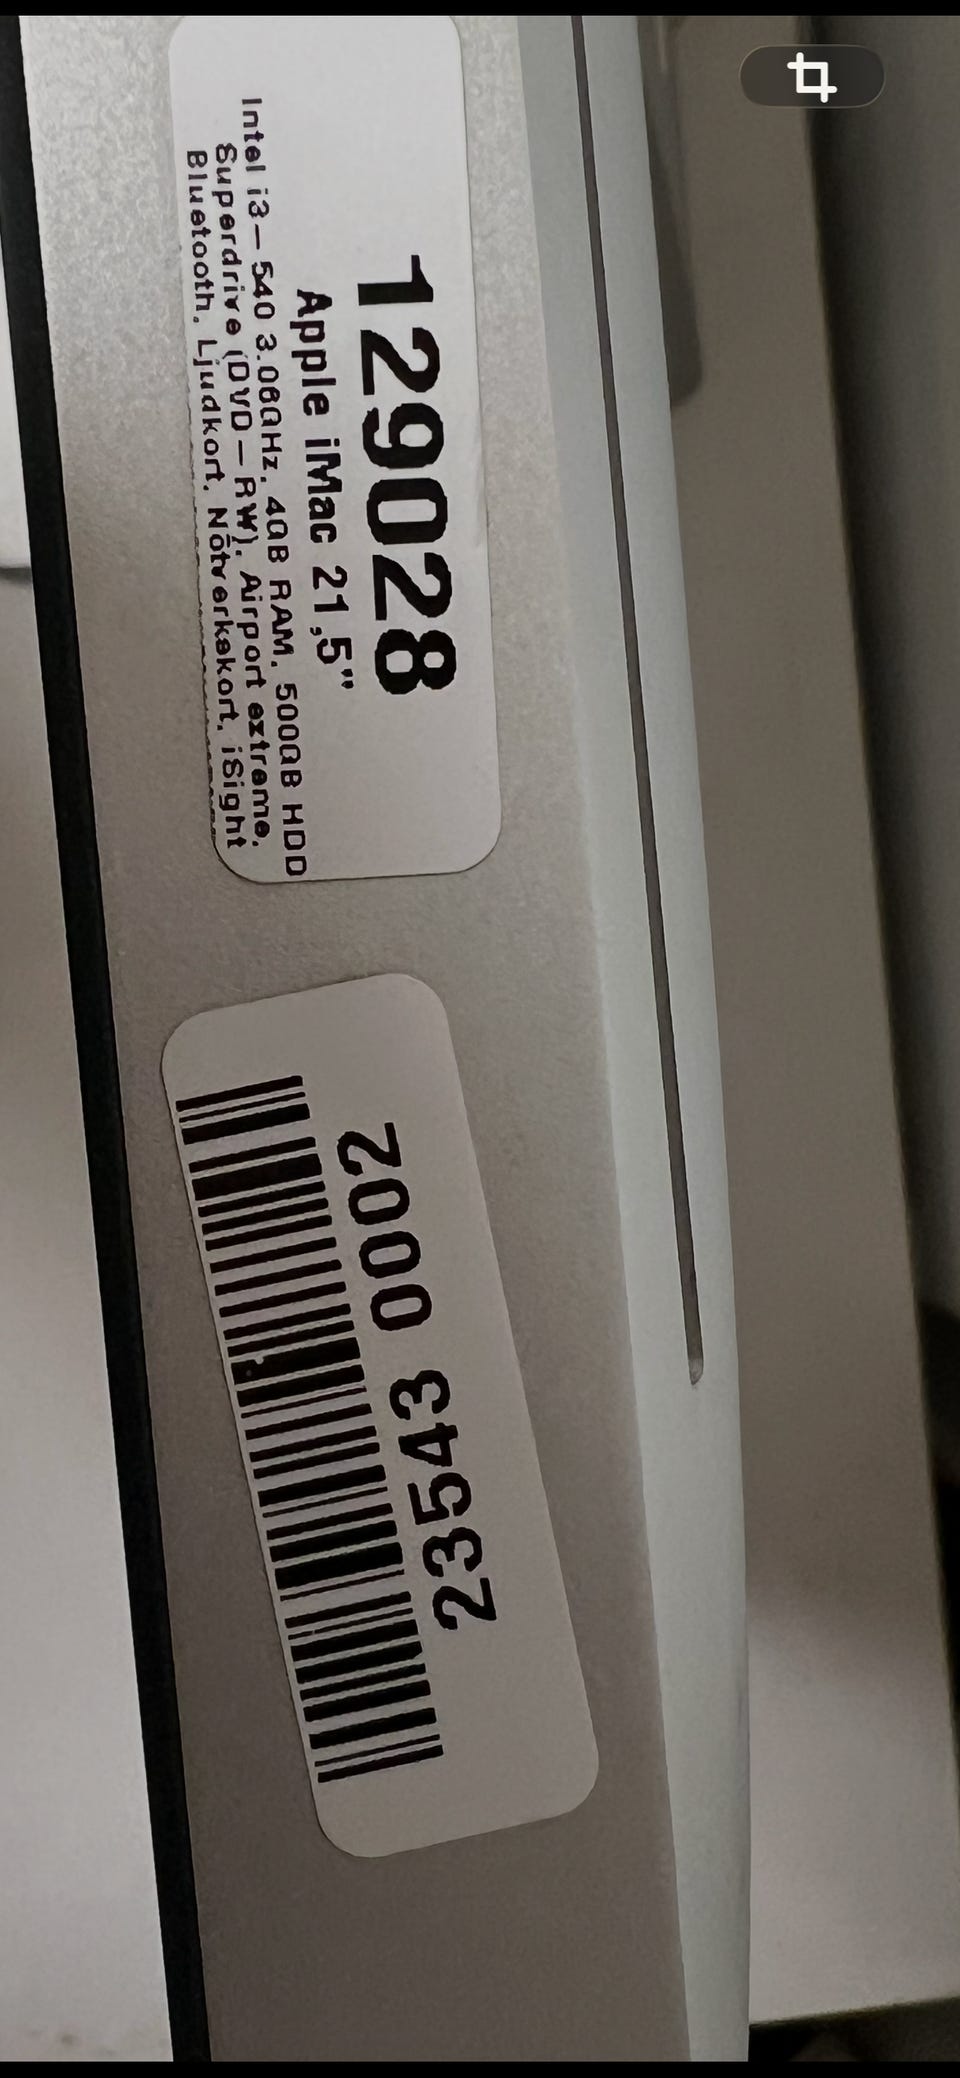 129028
Apple iMac 21,5"
Intel i3–540 3.06GHz, 4GB RAM, 500GB HDD
Superdrive (DVD–RW), Airport extreme,
Bluetooth, Ljudkort, Nätverkskort, iSight
23543 002